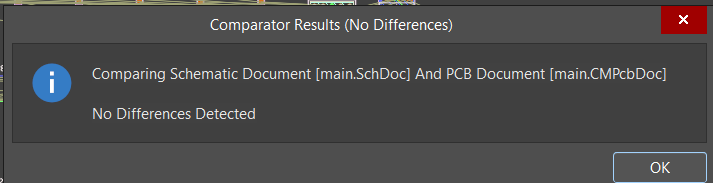 Comparator Results (No Differences)
Comparing Schematic Document [main.SchDoc] And PCB Document [main.CMPcbDoc]
No Differences Detected
OK